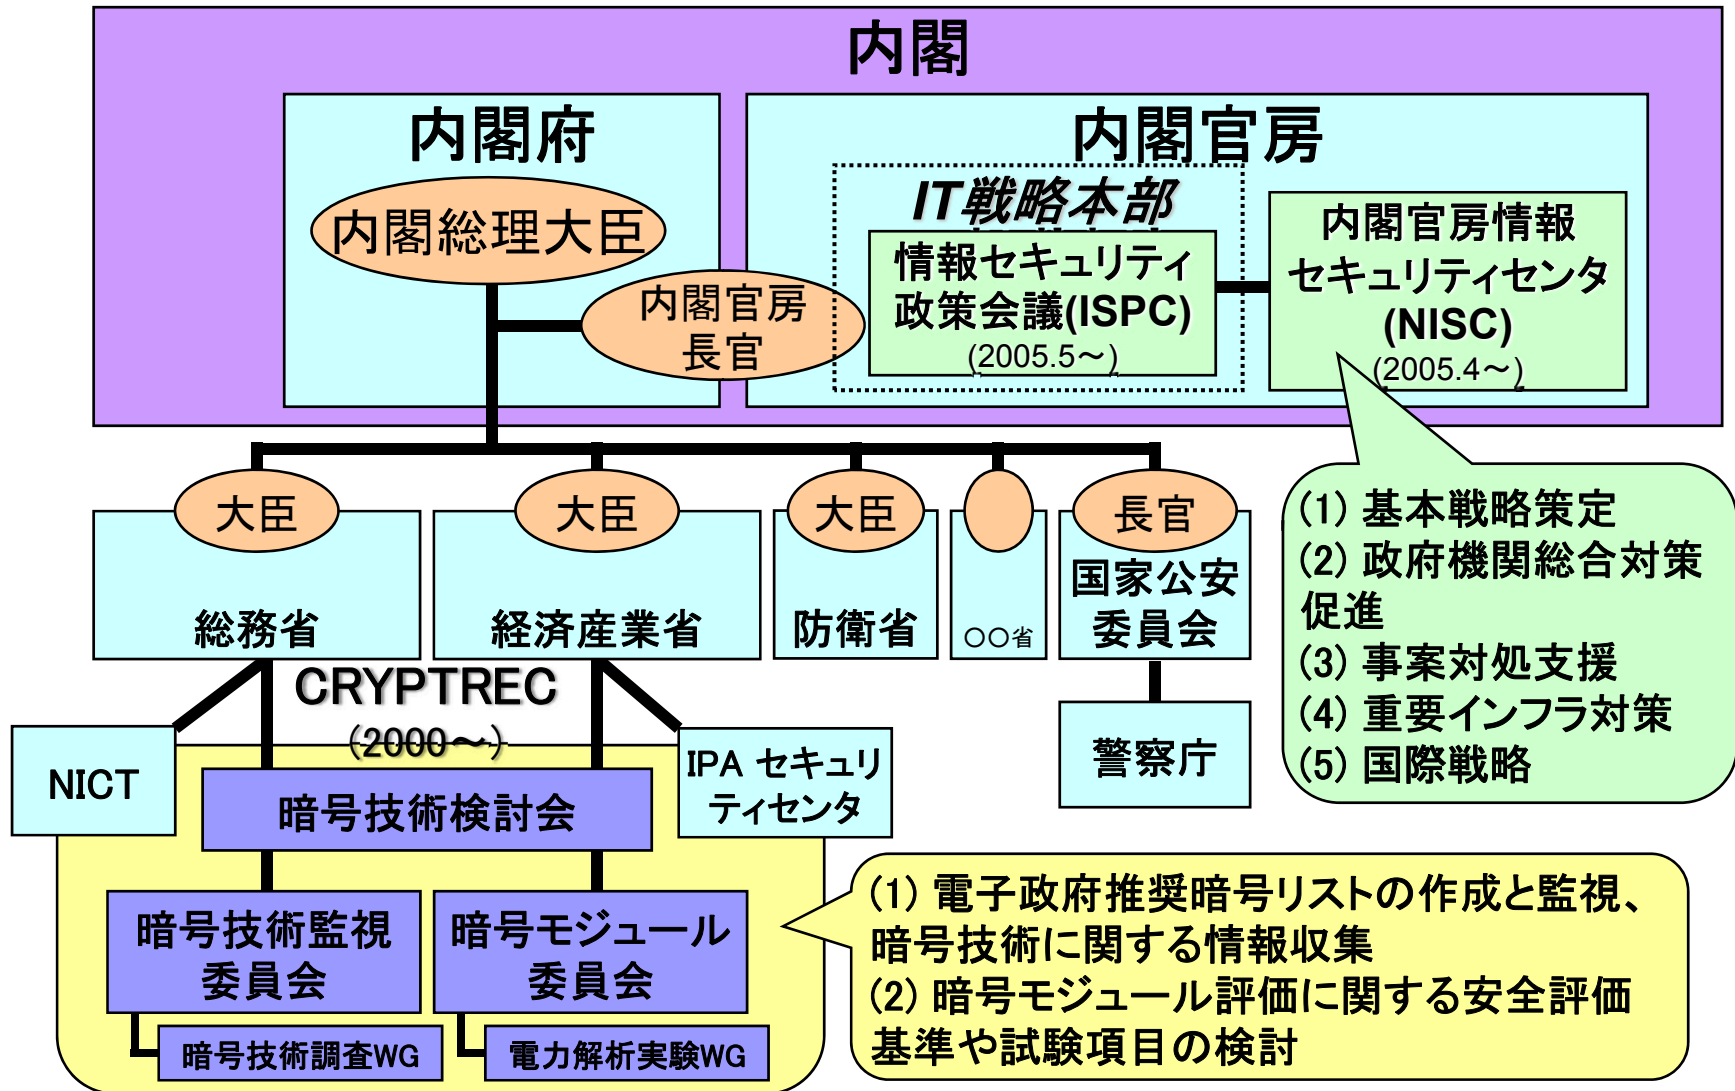 内閣
内閣府
内閣官房
内閣総理大臣
内閣官房
長官
IT戦略本部
情報セキュリティ
政策会議(ISPC)
(2005.5～)
内閣官房情報
セキュリティセンタ
(NISC)
(2005.4～)
大臣
大臣
大臣
長官
総務省
経済産業省
防衛省
○○省
国家公安
委員会
(1) 基本戦略策定
(2) 政府機関総合対策
促進
(3) 事案対処支援
(4) 重要インフラ対策
(5) 国際戦略
CRYPTREC
(2000～)
NICT
IPA セキュリ
ティセンタ
警察庁
暗号技術検討会
暗号技術監視
委員会
暗号モジュール
委員会
暗号技術調査WG
電力解析実験WG
(1) 電子政府推奨暗号リストの作成と監視、
暗号技術に関する情報収集
(2) 暗号モジュール評価に関する安全評価
基準や試験項目の検討